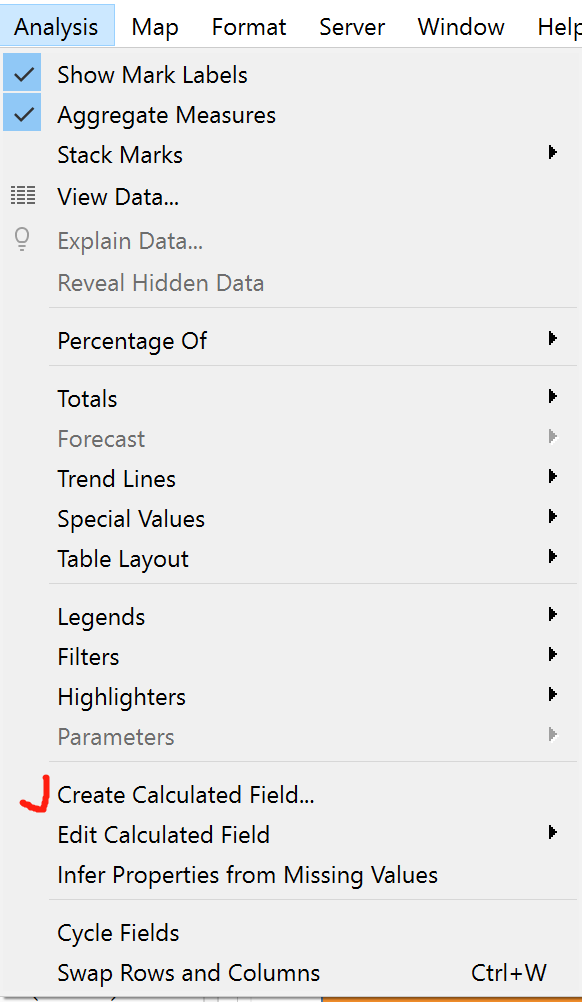 Analysis Map Format Server Window Help
Show Mark Labels
Aggregate Measures
Stack Marks
View Data...
Explain Data...
Reveal Hidden Data
Percentage Of
Totals
Forecast
Trend Lines
Special Values
Table Layout
Legends
Filters
Highlighters
Parameters
Create Calculated Field...
Edit Calculated Field
Infer Properties from Missing Values
Cycle Fields
Swap Rows and Columns Ctrl+W